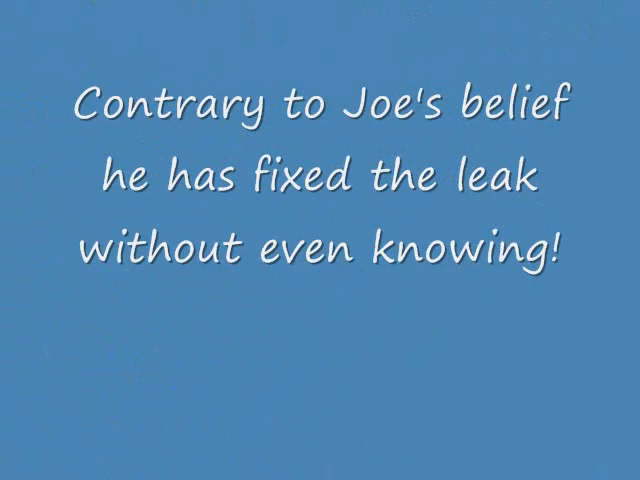 Contrary to Joe's belief
he has fixed the leak
without even knowing!